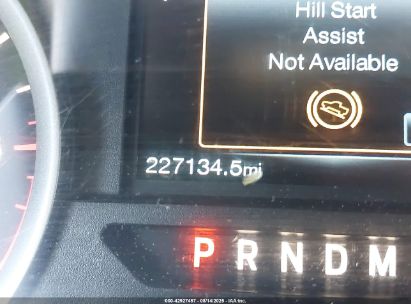 Hill Start
Assist
Not Available
227134.5mi
P R N D M